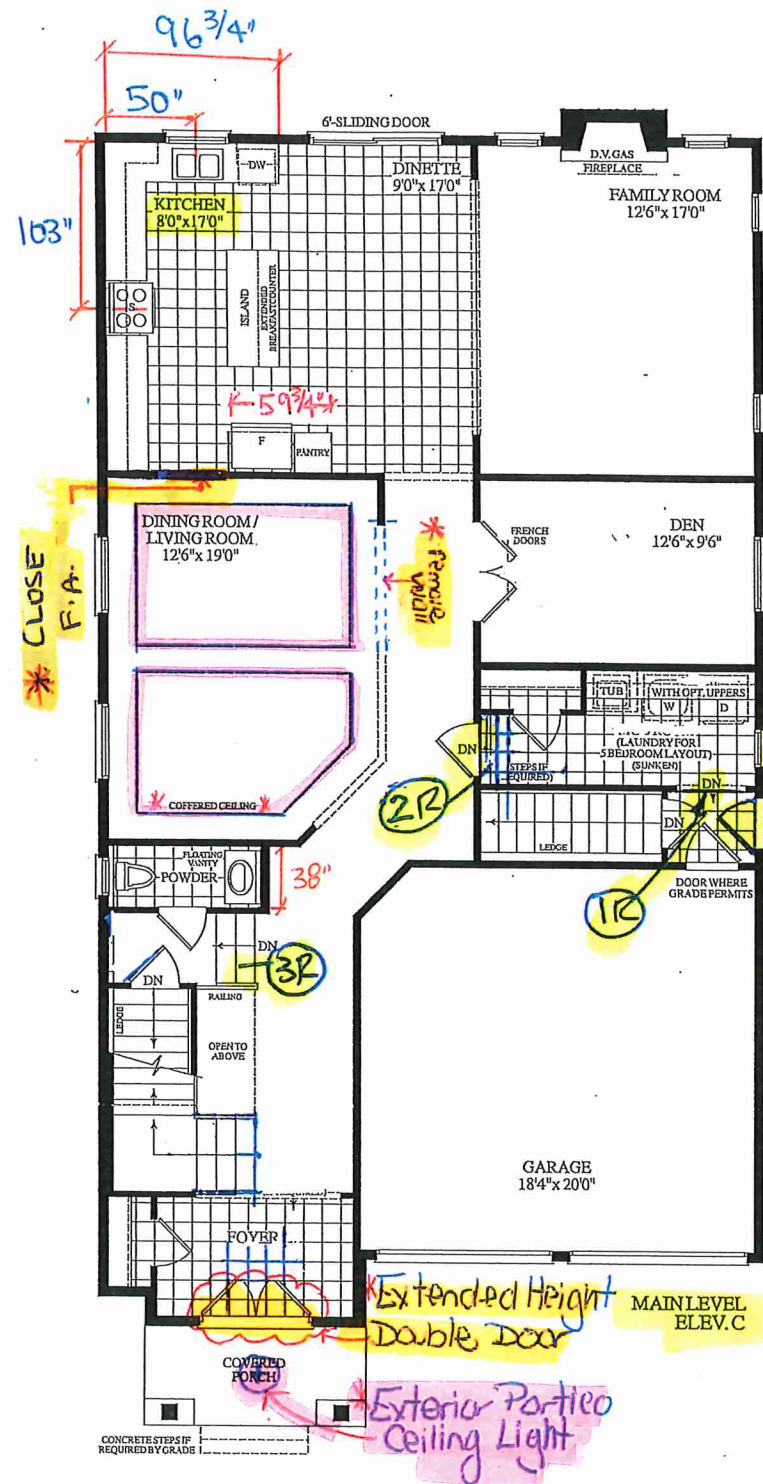 96 3/4"
50"
6'-SLIDING DOOR
DW
DINETTE
9'0"x 17'0"
D.V. GAS
FIREPLACE
FAMILY ROOM
12'6"x 17'0"
KITCHEN
8'0"x17'0"
103"
S
ISLAND
EXTENDED
BREAKFAST COUNTER
59 3/4"
F
PANTRY
* CLOSE
F.A.
DINING ROOM /
LIVING ROOM
12'6"x 19'0"
* remove
wall
FRENCH
DOORS
DEN
12'6"x 9'6"
TUB
WITH OPT. UPPERS
W
D
(LAUNDRY FOR
5 BEDROOM LAYOUT)
(SUNKEN)
DN
STEPS IF
REQUIRED)
2R
* COFFERED CEILING *
DN
DN
LEDGE
DOOR WHERE
GRADE PERMITS
1R
FLOATING
VANITY
POWDER
38"
DN
3R
DN
LEDGE
RAILING
OPEN TO
ABOVE
GARAGE
18'4"x 20'0"
FOYER
*Extended Height
Double Door
MAIN LEVEL
ELEV. C
COVERED
PORCH
*Exterior Portico
Ceiling Light
CONCRETE STEPS IF
REQUIRED BY GRADE